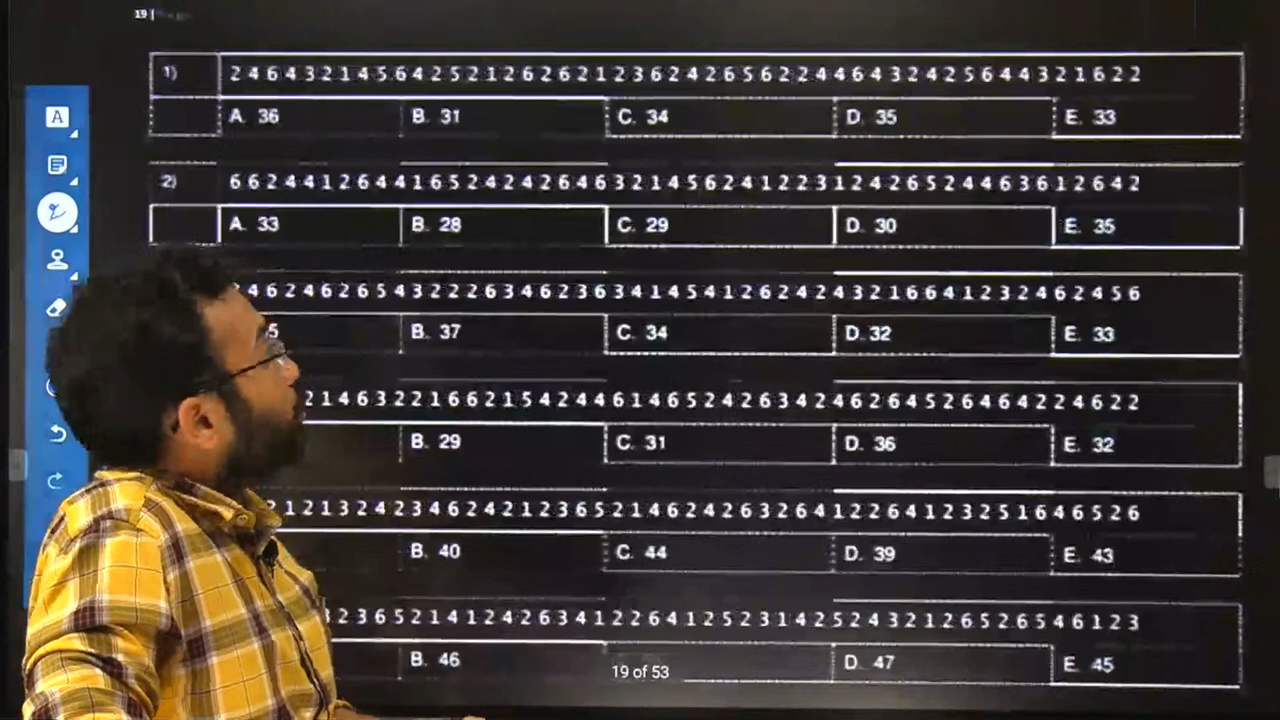 19 |
1) 2 4 6 4 3 2 1 4 5 6 4 2 5 2 1 2 6 2 6 2 1 2 3 6 2 4 2 6 5 6 2 2 4 4 6 4 3 2 4 2 5 6 4 4 3 2 1 6 2 2
A. 36 B. 31 C. 34 D. 35 E. 33
2) 6 6 2 4 4 1 2 6 4 4 1 6 5 2 4 2 4 2 6 4 6 3 2 1 4 5 6 2 4 1 2 2 3 1 2 4 2 6 5 2 4 4 6 3 6 1 2 6 4 2
A. 33 B. 28 C. 29 D. 30 E. 35
4 6 2 4 6 2 6 5 4 3 2 2 2 6 3 4 6 2 3 6 3 4 1 4 5 4 1 2 6 2 4 2 4 3 2 1 6 6 4 1 2 3 2 4 6 2 4 5 6
5 B. 37 C. 34 D. 32 E. 33
2 1 4 6 3 2 2 1 6 6 2 1 5 4 2 4 4 6 1 4 6 5 2 4 2 6 3 4 2 4 6 2 6 4 5 2 6 4 6 4 2 2 4 6 2 2
B. 29 C. 31 D. 36 E. 32
2 1 2 1 3 2 4 2 3 4 6 2 4 2 1 2 3 6 5 2 1 4 6 2 4 2 6 3 2 6 4 1 2 2 6 4 1 2 3 2 5 1 6 4 6 5 2 6
B. 40 C. 44 D. 39 E. 43
3 2 3 6 5 2 1 4 1 2 4 2 6 3 4 1 2 2 6 4 1 2 5 2 3 1 4 2 5 2 4 3 2 1 2 6 5 2 6 5 4 6 1 2 3
B. 46 19 of 53 D. 47 E. 45